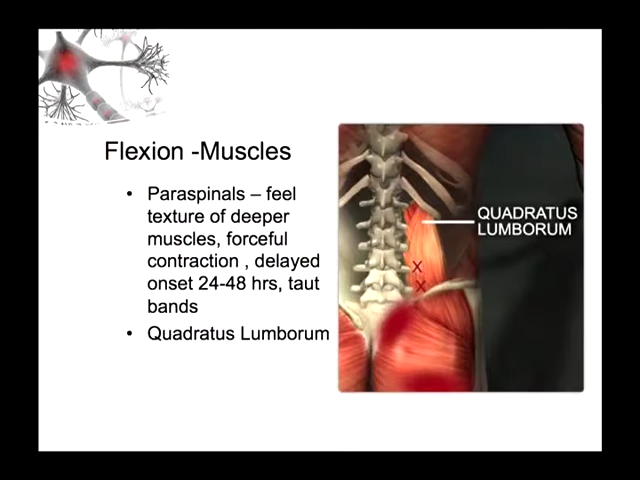 Flexion -Muscles
• Paraspinals – feel
texture of deeper
muscles, forceful
contraction , delayed
onset 24-48 hrs, taut
bands
• Quadratus Lumborum
QUADRATUS
LUMBORUM
X
X